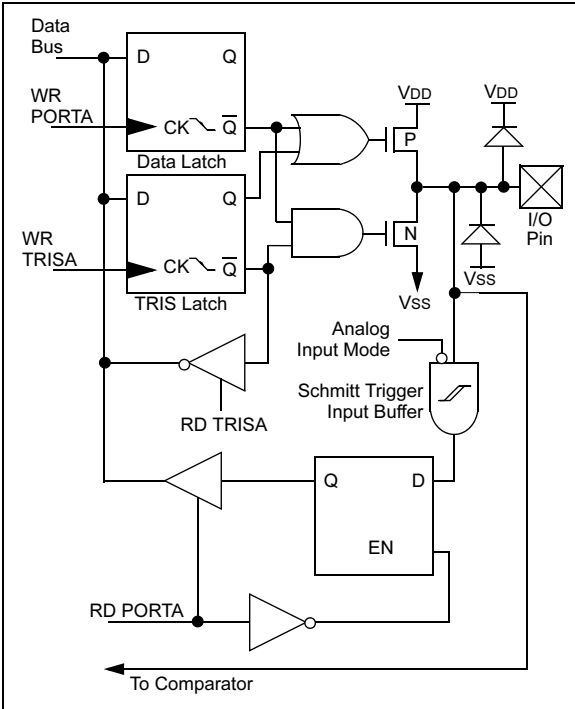 Data
Bus
D
Q
VDD
VDD
WR
PORTA
CK
Q
P
Data Latch
D
Q
I/O
Pin
WR
TRISA
N
CK
Q
VSS
VSS
TRIS Latch
Analog
Input Mode
Schmitt Trigger
Input Buffer
RD TRISA
Q
D
EN
RD PORTA
To Comparator